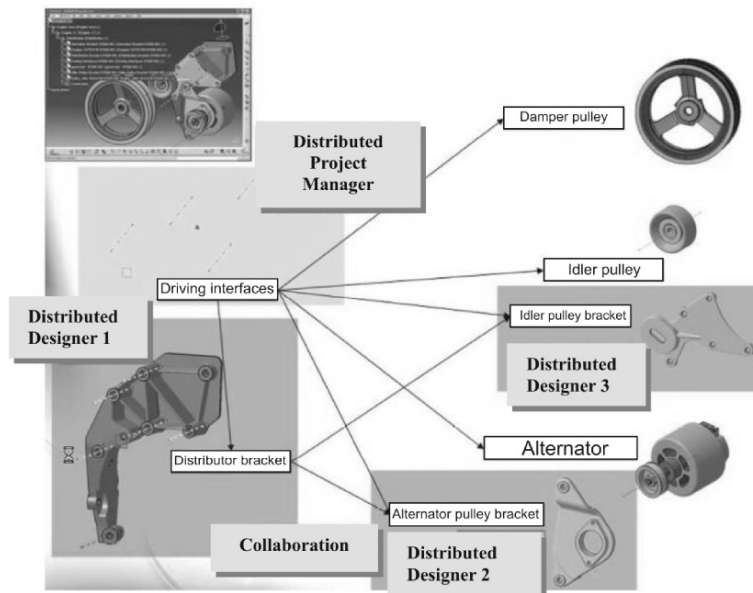 Distributed
Project
Manager
Damper pulley
Idler pulley
Driving interfaces
Idler pulley bracket
Distributed
Designer 1
Distributed
Designer 3
Distributor bracket
Alternator
Alternator pulley bracket
Collaboration
Distributed
Designer 2